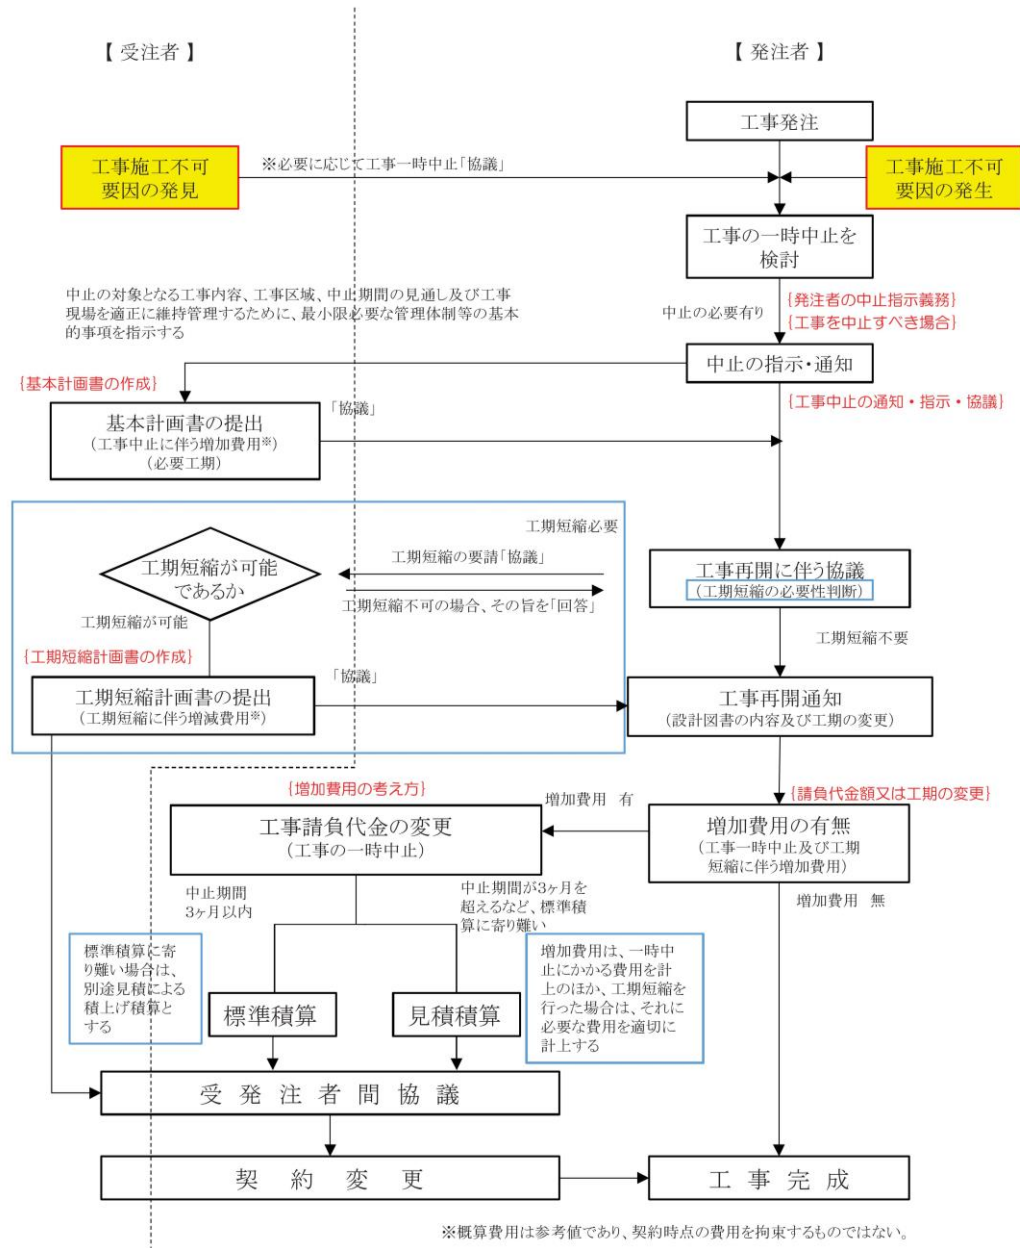 【 受注者 】
【 発注者 】
工事発注
工事施工不可
要因の発見
※必要に応じて工事一時中止「協議」
工事施工不可
要因の発生
工事の一時中止を
検討
中止の対象となる工事内容、工事区域、中止期間の見通し及び工事
現場を適正に維持管理するために、最小限必要な管理体制等の基本
的事項を指示する
中止の必要有り
{発注者の中止指示義務}
{工事を中止すべき場合}
中止の指示・通知
{基本計画書の作成}
基本計画書の提出
(工事中止に伴う増加費用※)
(必要工期)
「協議」
{工事中止の通知・指示・協議}
工期短縮必要
工期短縮が可能
であるか
工期短縮の要請「協議」
工期短縮不可の場合、その旨を「回答」
工事再開に伴う協議
(工期短縮の必要性判断)
工期短縮が可能
工期短縮不要
{工期短縮計画書の作成}
工期短縮計画書の提出
(工期短縮に伴う増減費用※)
「協議」
工事再開通知
(設計図書の内容及び工期の変更)
{増加費用の考え方}
増加費用 有
{請負代金額又は工期の変更}
工事請負代金の変更
(工事の一時中止)
増加費用の有無
(工事一時中止及び工期
短縮に伴う増加費用)
中止期間
3ヶ月以内
中止期間が3ヶ月を
超えるなど、標準積
算に寄り難い
増加費用 無
標準積算に寄
り難い場合は、
別途見積による
積上げ積算と
する
標準積算
見積積算
増加費用は、一時中
止にかかる費用を計
上のほか、工期短縮を
行った場合は、それに
必要な費用を適切に
計上する
受発注者間協議
契約変更
工事完成
※概算費用は参考値であり、契約時点の費用を拘束するものではない。